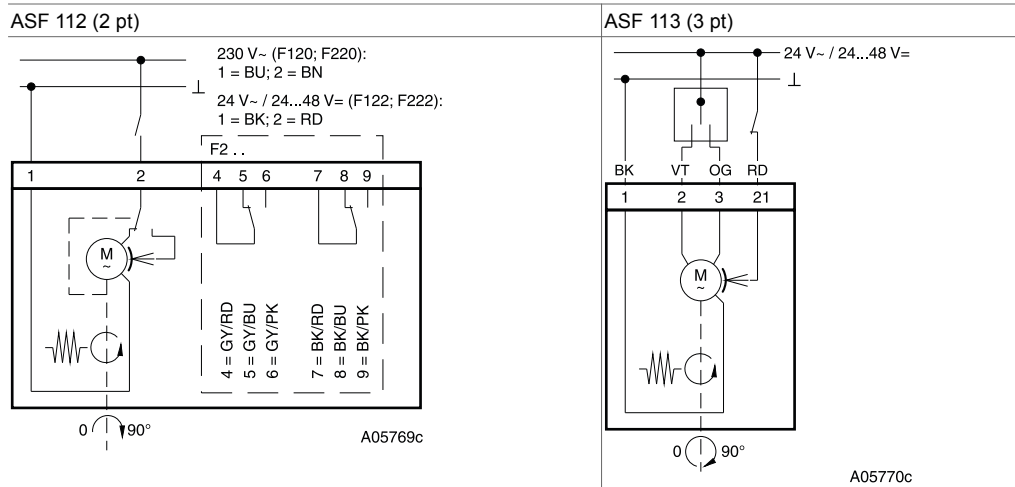 ASF 112 (2 pt)
230 V~ (F120; F220):
1 = BU; 2 = BN
⊥
24 V~ / 24...48 V= (F122; F222):
1 = BK; 2 = RD
F2 . .
1 2 4 5 6 7 8 9
M
~
4 = GY/RD
5 = GY/BU
6 = GY/PK
7 = BK/RD
8 = BK/BU
9 = BK/PK
0 90°
A05769c
ASF 113 (3 pt)
24 V~ / 24...48 V=
⊥
BK VT OG RD
1 2 3 21
M
~
0 90°
A05770c